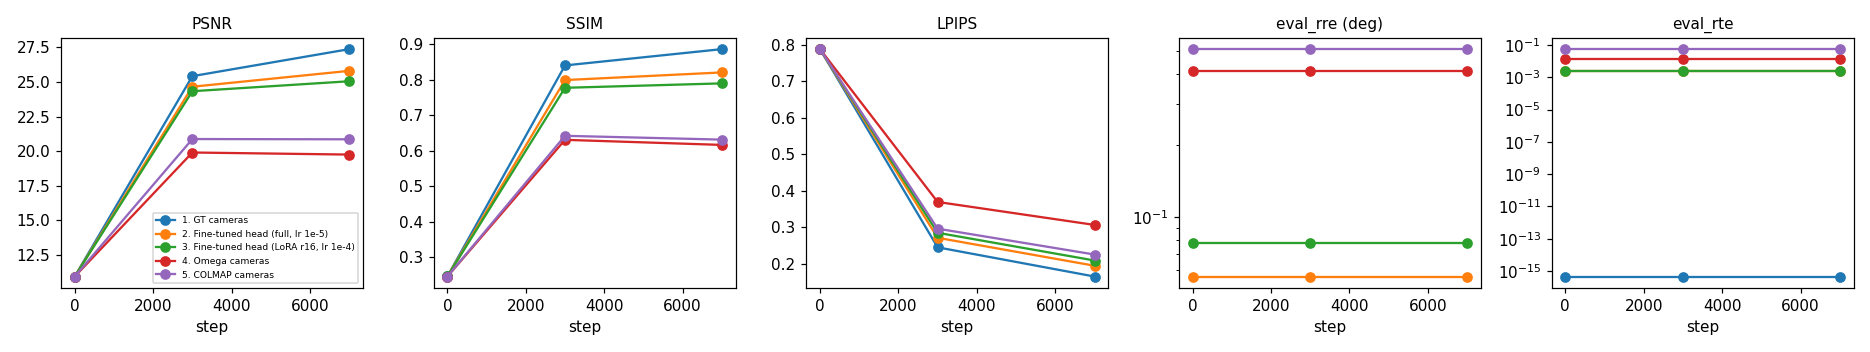 PSNR
27.5
25.0
22.5
20.0
17.5
15.0
12.5
0 2000 4000 6000
step
1. GT cameras
2. Fine-tuned head (full, lr 1e-5)
3. Fine-tuned head (LoRA r16, lr 1e-4)
4. Omega cameras
5. COLMAP cameras
SSIM
0.9
0.8
0.7
0.6
0.5
0.4
0.3
0 2000 4000 6000
step
LPIPS
0.8
0.7
0.6
0.5
0.4
0.3
0.2
0 2000 4000 6000
step
eval_rre (deg)
10⁻¹
0 2000 4000 6000
step
eval_rte
10⁻¹
10⁻³
10⁻⁵
10⁻⁷
10⁻⁹
10⁻¹¹
10⁻¹³
10⁻¹⁵
0 2000 4000 6000
step